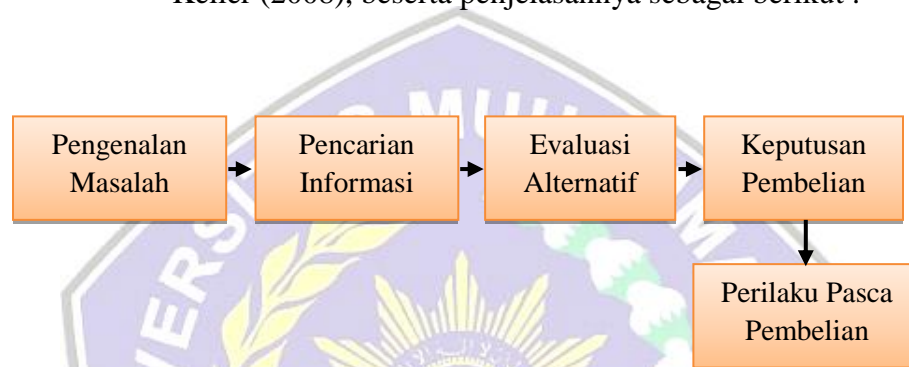 Keller (2008), beserta penjelasannya sebagai berikut :
Pengenalan
Masalah
Pencarian
Informasi
Evaluasi
Alternatif
Keputusan
Pembelian
Perilaku Pasca
Pembelian